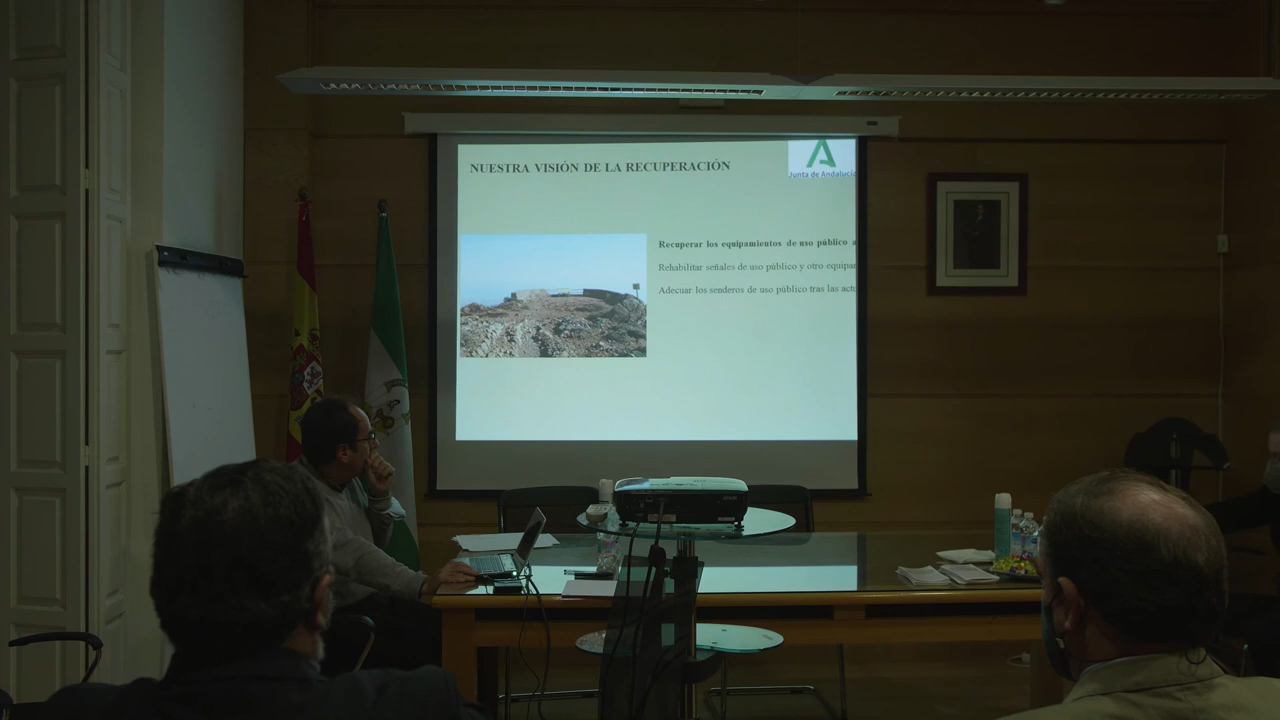 NUESTRA VISIÓN DE LA RECUPERACIÓN
Junta de Andalucía
Recuperar los equipamientos de uso público a
Rehabilitar señales de uso público y otro equipar
Adecuar los senderos de uso público tras las actu